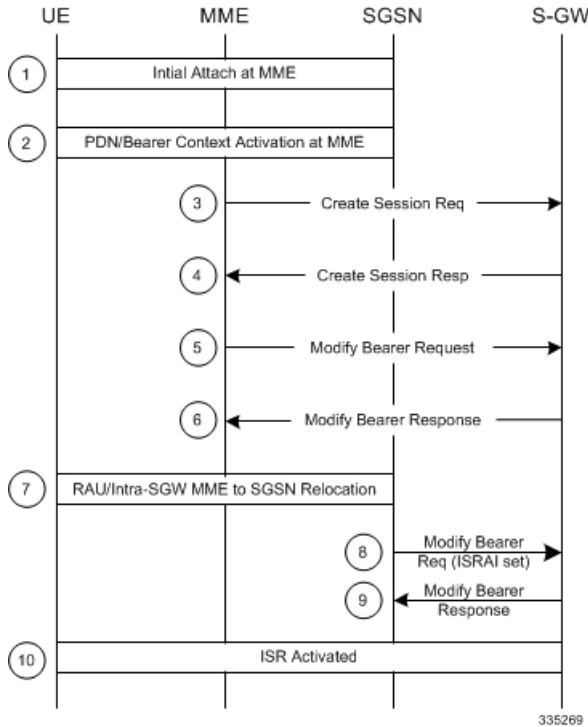 UE MME SGSN S-GW
1 Intial Attach at MME
2 PDN/Bearer Context Activation at MME
3 Create Session Req
4 Create Session Resp
5 Modify Bearer Request
6 Modify Bearer Response
7 RAU/Intra-SGW MME to SGSN Relocation
8 Modify Bearer
Req (ISRAI set)
9 Modify Bearer
Response
10 ISR Activated
335269